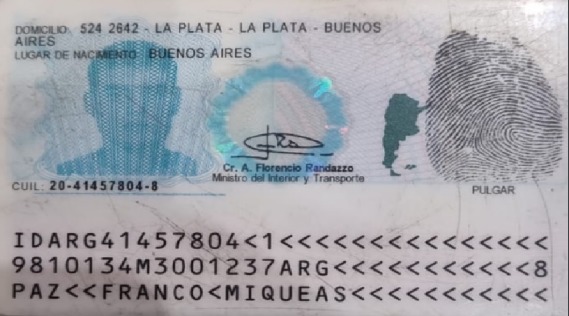 DOMICILIO: 524 2642 - LA PLATA - LA PLATA - BUENOS
AIRES
LUGAR DE NACIMIENTO: BUENOS AIRES
Cr. A. Florencio Randazzo
Ministro del Interior y Transporte
CUIL: 20-41457804-8
PULGAR
IDARG41457804<1<<<<<<<<<<<<<<<
9810134M3001237ARG<<<<<<<<<<<8
PAZ<<FRANCO<MIQUEAS<<<<<<<<<<<